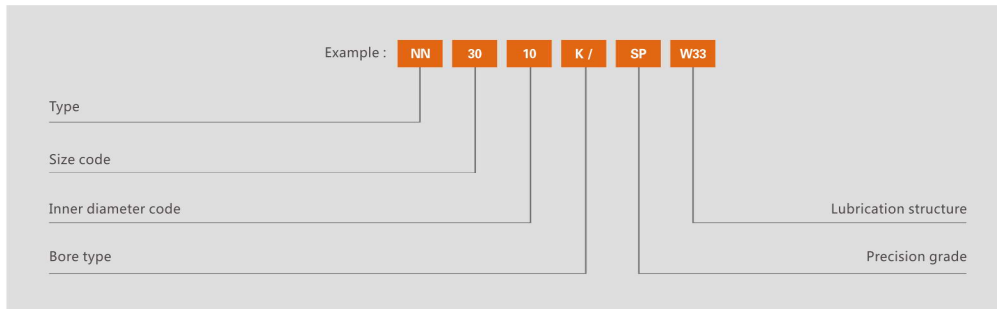 Example : NN 30 10 K / SP W33
Type
Size code
Inner diameter code
Lubrication structure
Bore type
Precision grade